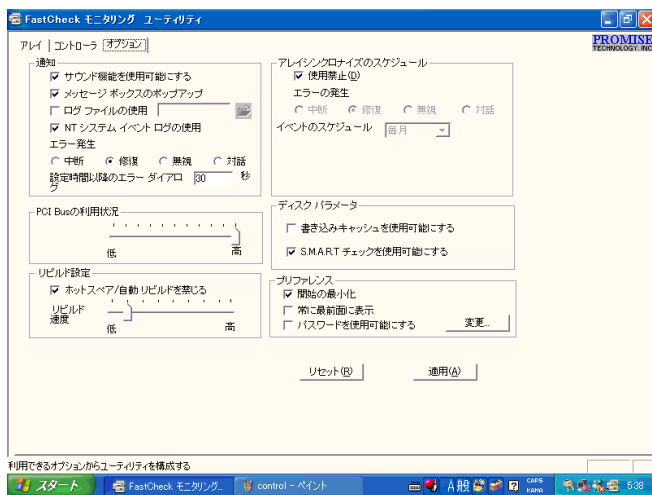 FastCheck モニタリング ユーティリティ
アレイ コントローラ オプション
PROMISE
TECHNOLOGY, INC
通知
サウンド機能を使用可能にする
メッセージ ボックスのポップアップ
ログ ファイルの使用
NT システム イベント ログの使用
エラー発生
中断 修復 無視 対話
設定時間以降のエラー ダイアログ 30 秒
PCI Busの利用状況
低 高
リビルド設定
ホットスペア/自動 リビルドを禁じる
リビルド速度
低 高
アレイシンクロナイズのスケジュール
使用禁止(D)
エラーの発生
中断 修復 無視 対話
イベントのスケジュール 毎月
ディスク パラメータ
書き込みキャッシュを使用可能にする
S.M.A.R.T チェックを使用可能にする
プリファレンス
開始の最小化
常に最前面に表示
パスワードを使用可能にする 変更..
リセット(R) 適用(A)
利用できるオプションからユーティリティを構成する
スタート FastCheck モニタリング... control - ペイント A 般 CAPS KANA 5:38